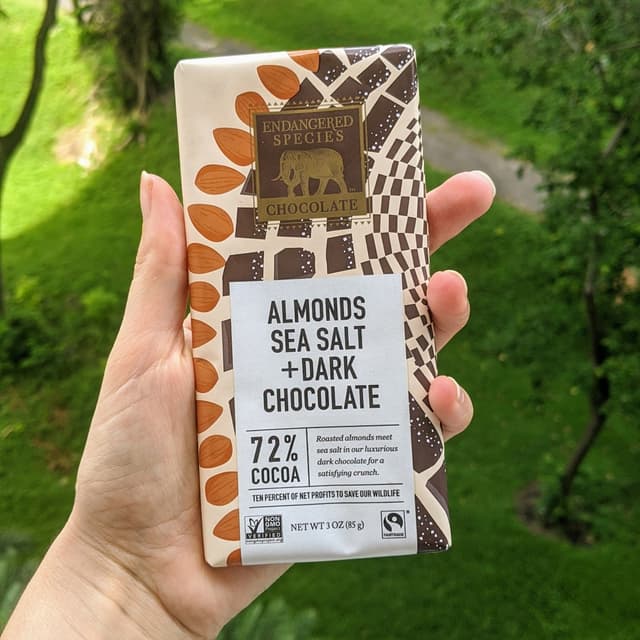 ENDANGERED
SPECIES
CHOCOLATE
ALMONDS
SEA SALT
+DARK
CHOCOLATE
72%
COCOA
Roasted almonds meet
sea salt in our luxurious
dark chocolate for a
satisfying crunch.
TEN PERCENT OF NET PROFITS TO SAVE OUR WILDLIFE
NON
GMO
Project
VERIFIED
NET WT 3 OZ (85 g)
FAIRTRADE